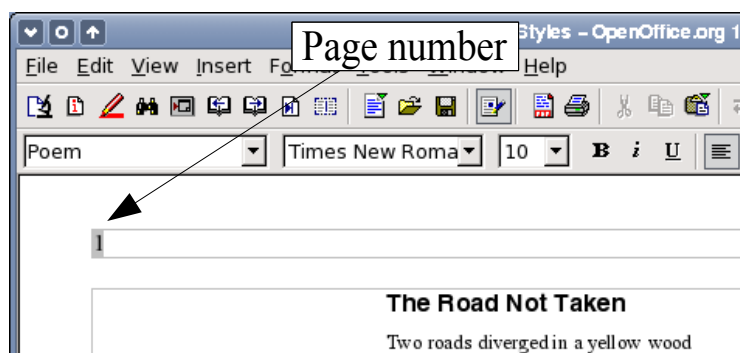 Styles – OpenOffice.org 1
Page number
File Edit View Insert Help
Poem Times New Roma 10 B i U
1
The Road Not Taken
Two roads diverged in a yellow wood